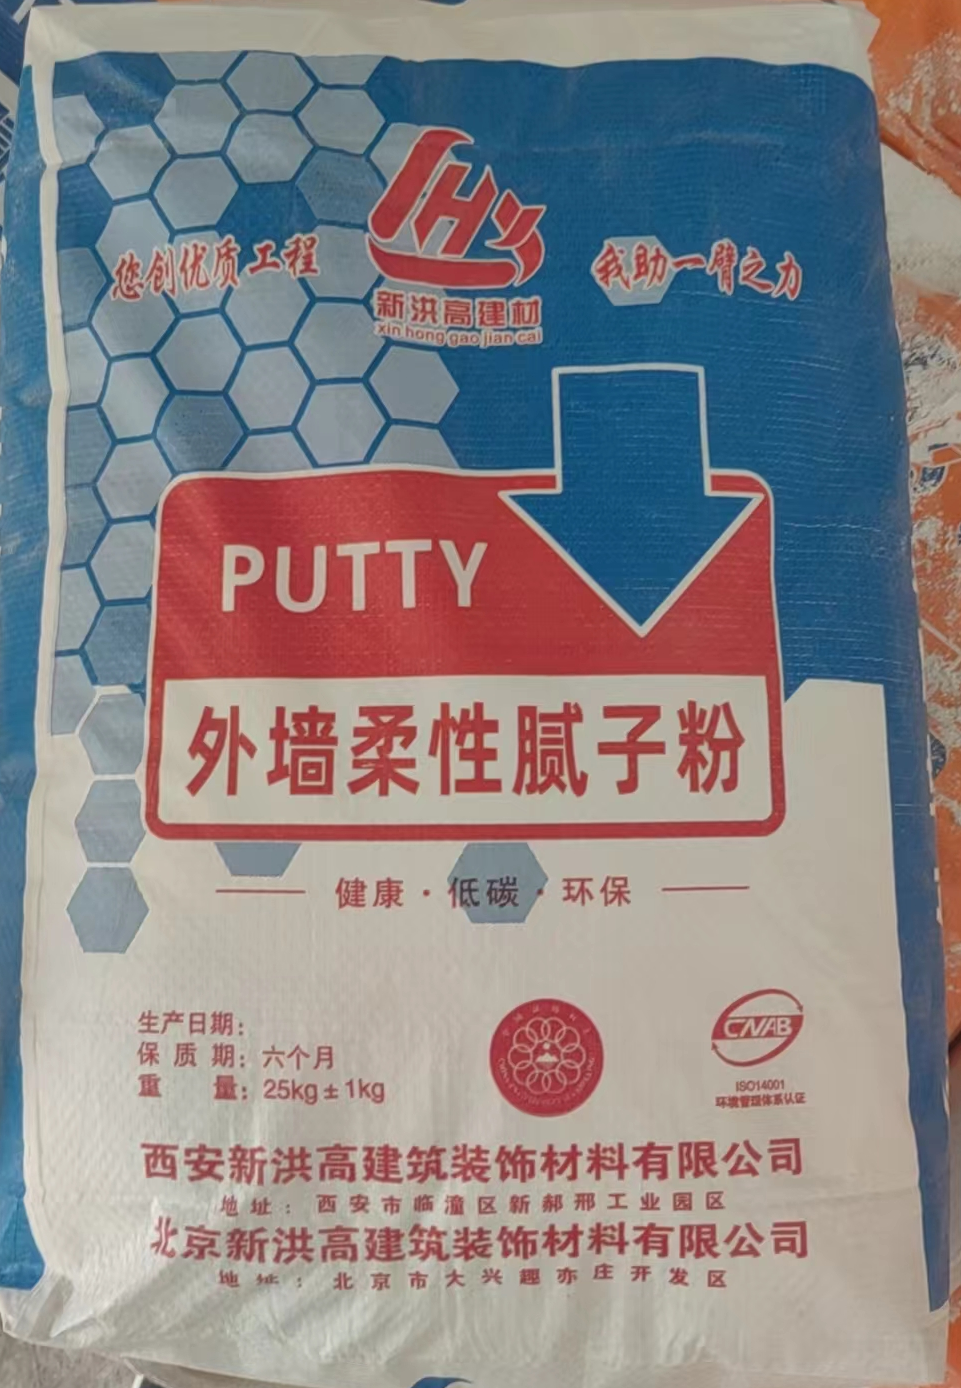 您创优质工程
我助一臂之力
新洪高建材
xin hong gao jian cai
PUTTY
外墙柔性腻子粉
健康·低碳·环保
生产日期：
保质期：六个月
重量：25kg±1kg
CNAB
ISO14001
环境管理体系认证
西安新洪高建筑装饰材料有限公司
地址：西安市临潼区新郝邢工业园区
北京新洪高建筑装饰材料有限公司
地址：北京市大兴趣亦庄开发区